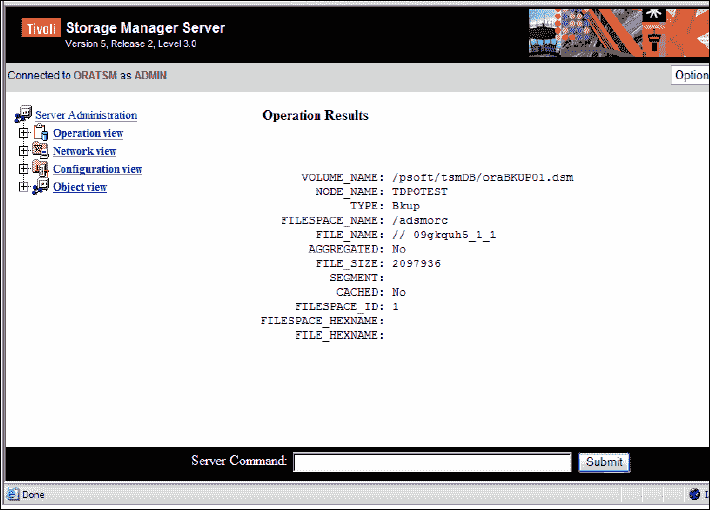 Tivoli Storage Manager Server
Version 5, Release 2, Level 3.0
Connected to ORATSM as ADMIN
Option
Server Administration
Operation view
Network view
Configuration view
Object view
Operation Results
VOLUME_NAME: /psoft/tsmDB/oraBKUP01.dsm
NODE_NAME: TDPOTEST
TYPE: Bkup
FILESPACE_NAME: /adsmorc
FILE_NAME: // 09gkquh5_1_1
AGGREGATED: No
FILE_SIZE: 2097936
SEGMENT:
CACHED: No
FILESPACE_ID: 1
FILESPACE_HEXNAME:
FILE_HEXNAME:
Server Command: Submit
Done